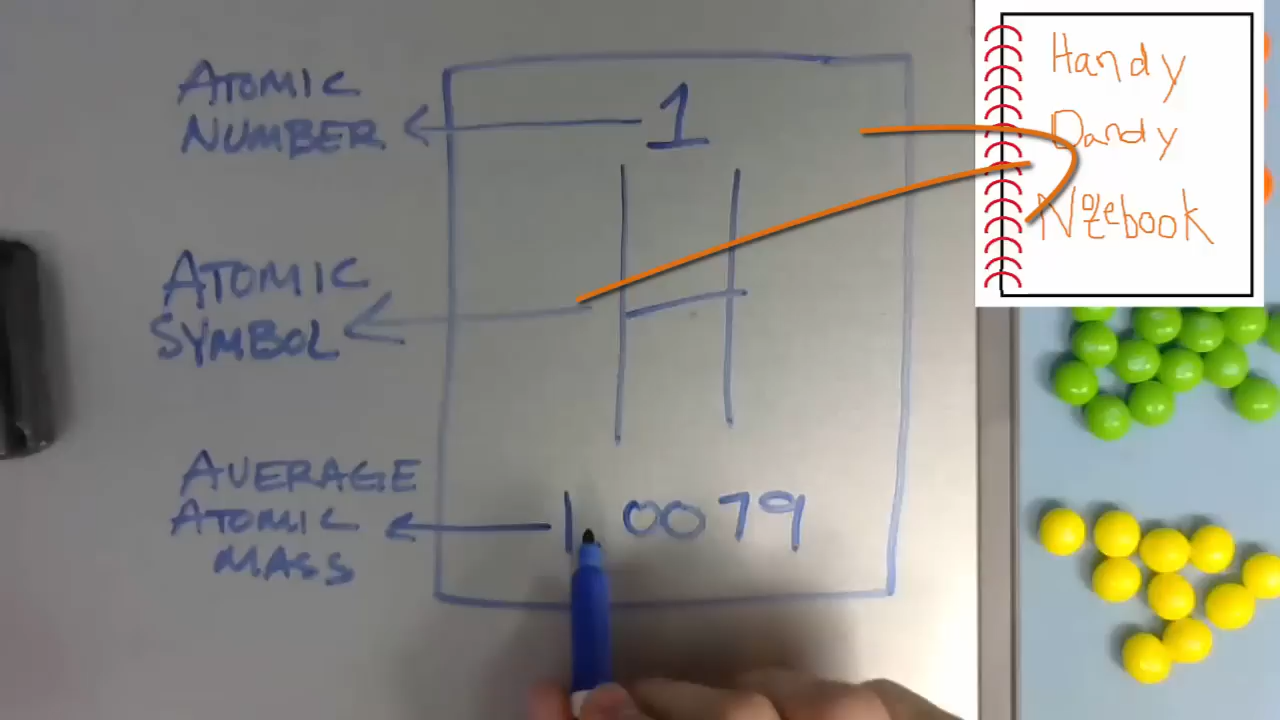 ATOMIC
NUMBER
1
H
ATOMIC
SYMBOL
AVERAGE
ATOMIC
MASS
1.0079
Handy
Dandy
Notebook